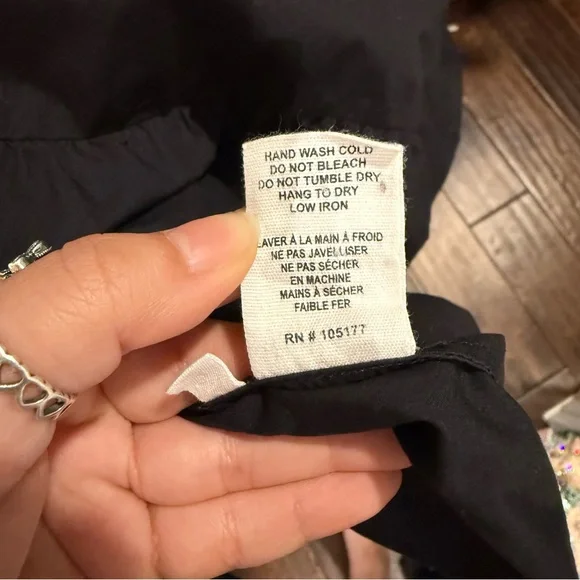 HAND WASH COLD
DO NOT BLEACH
DO NOT TUMBLE DRY
HANG TO DRY
LOW IRON
LAVER À LA MAIN À FROID
NE PAS JAVELLISER
NE PAS SÉCHER
EN MACHINE
MAINS À SÉCHER
FAIBLE FER
RN # 105177